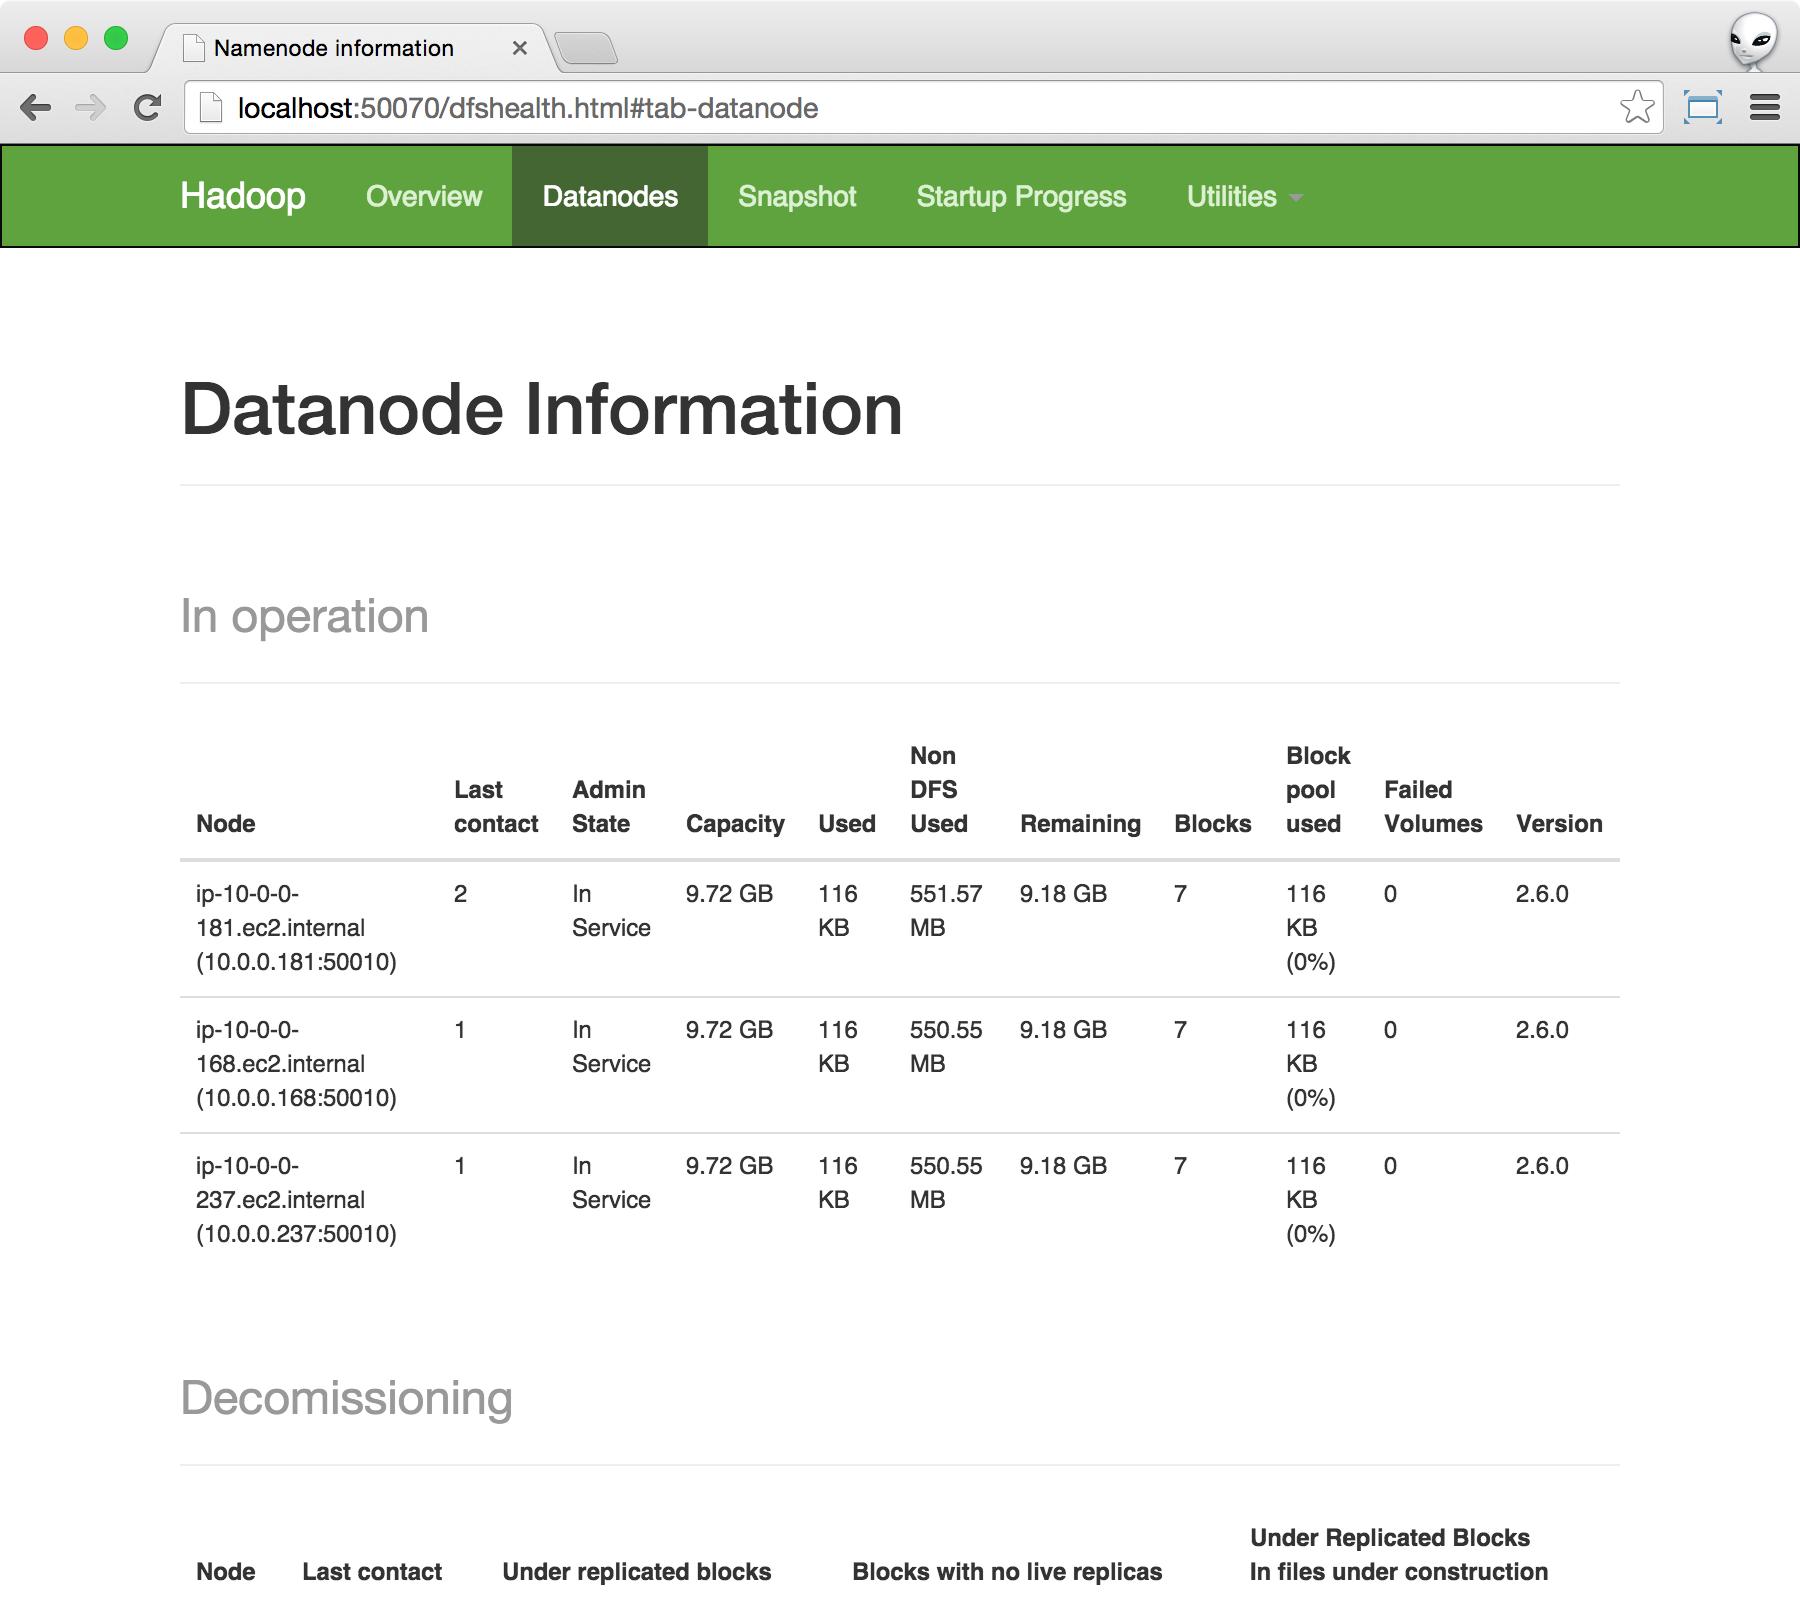 Namenode information
localhost:50070/dfshealth.html#tab-datanode
Hadoop Overview Datanodes Snapshot Startup Progress Utilities
Datanode Information
In operation
Node Last contact Admin State Capacity Used Non DFS Used Remaining Blocks Block pool used Failed Volumes Version
ip-10-0-0-181.ec2.internal (10.0.0.181:50010) 2 In Service 9.72 GB 116 KB 551.57 MB 9.18 GB 7 116 KB (0%) 0 2.6.0
ip-10-0-0-168.ec2.internal (10.0.0.168:50010) 1 In Service 9.72 GB 116 KB 550.55 MB 9.18 GB 7 116 KB (0%) 0 2.6.0
ip-10-0-0-237.ec2.internal (10.0.0.237:50010) 1 In Service 9.72 GB 116 KB 550.55 MB 9.18 GB 7 116 KB (0%) 0 2.6.0
Decomissioning
Node Last contact Under replicated blocks Blocks with no live replicas Under Replicated Blocks In files under construction